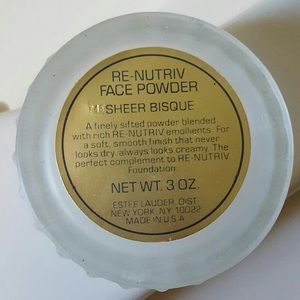 RE-NUTRIV
FACE POWDER
SHEER BISQUE
A finely sifted powder blended
with rich RE-NUTRIV emollients. For
a soft, smooth finish that never
looks dry, always looks creamy. The
perfect complement to RE-NUTRIV
Foundation.
NET WT. 3 OZ.
ESTEE LAUDER, DIST.
NEW YORK, N.Y. 10022
MADE IN U.S.A.